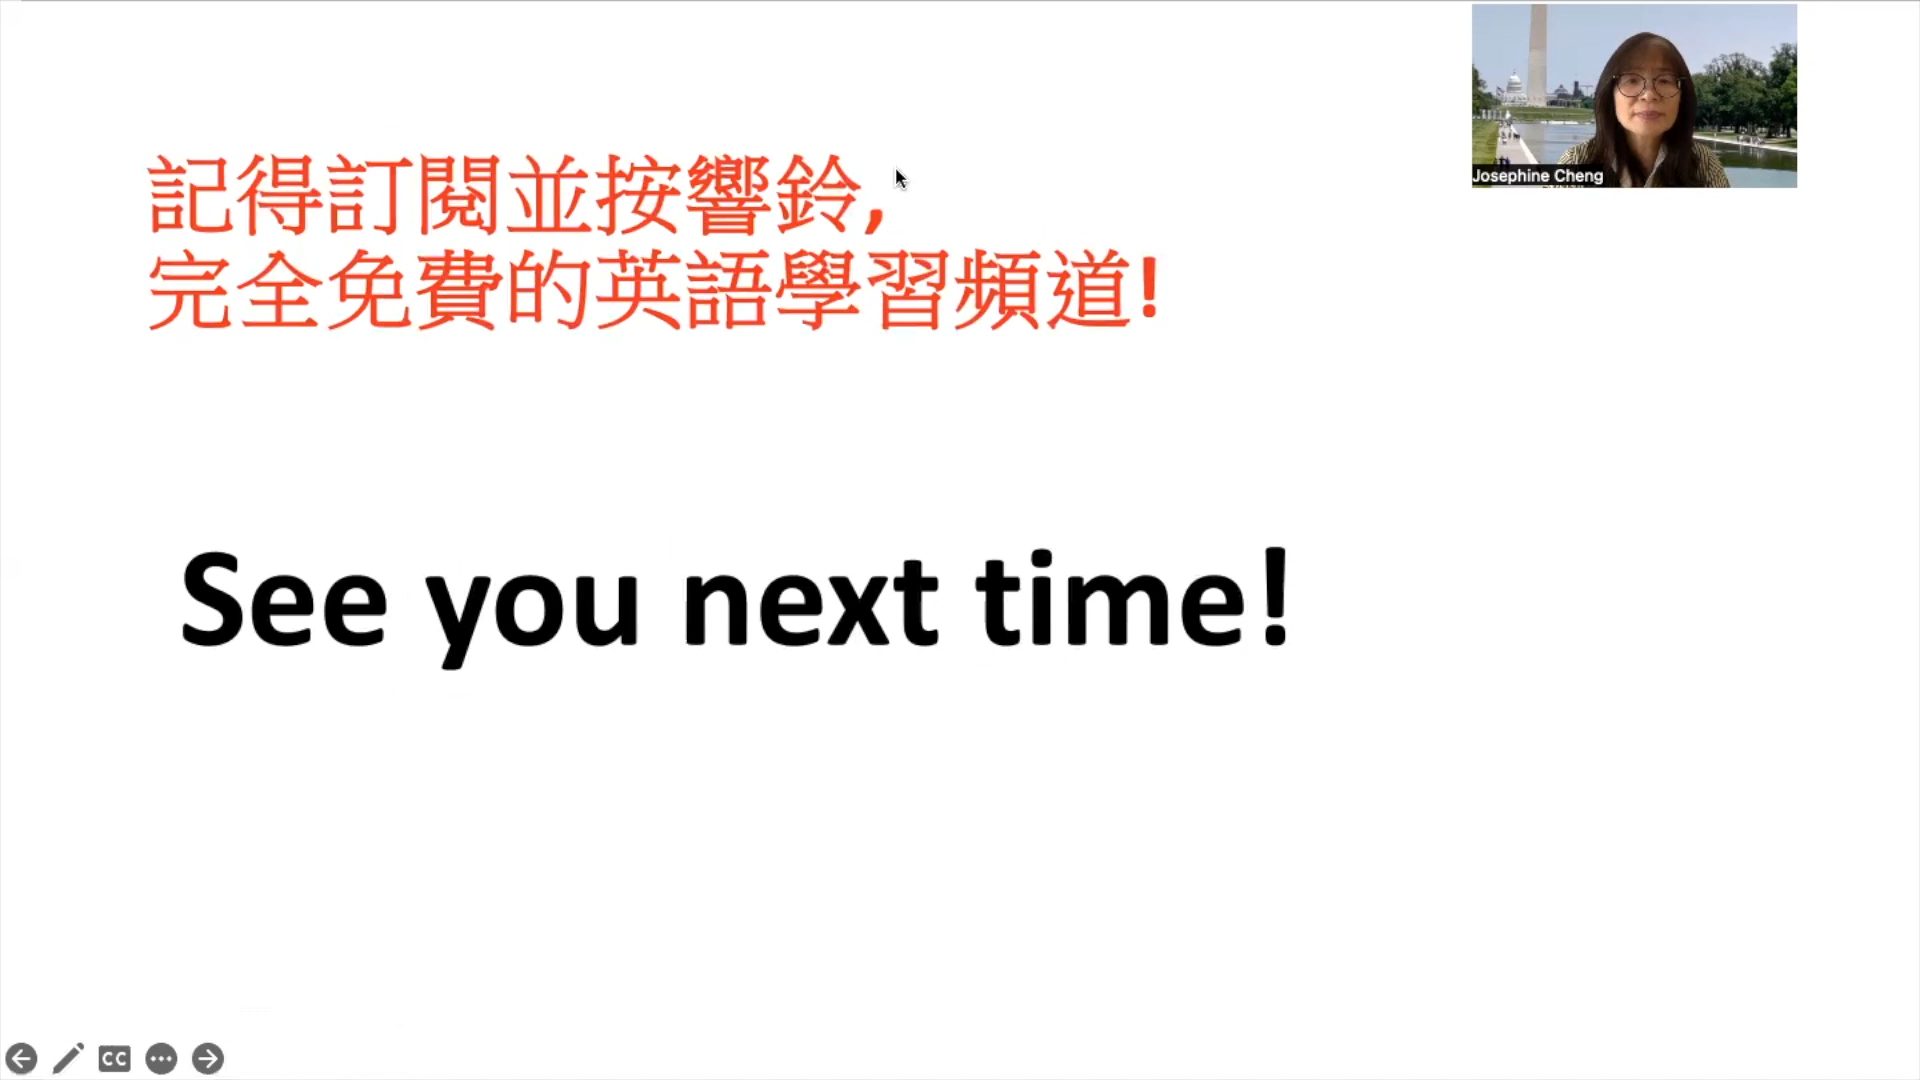 記得訂閱並按響鈴,
完全免費的英語學習頻道!
See you next time!
Josephine Cheng
CC